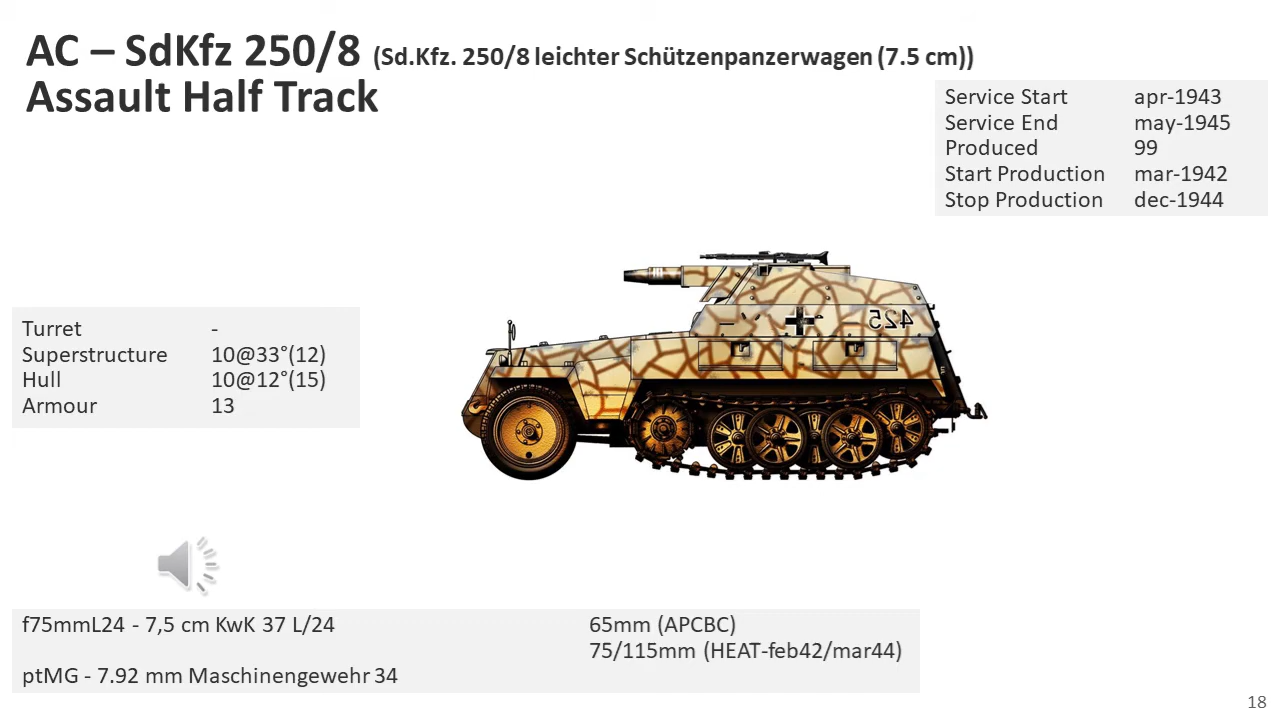 AC – SdKfz 250/8 (Sd.Kfz. 250/8 leichter Schützenpanzerwagen (7.5 cm))
Assault Half Track
Service Start apr-1943
Service End may-1945
Produced 99
Start Production mar-1942
Stop Production dec-1944
Turret -
Superstructure 10@33°(12)
Hull 10@12°(15)
Armour 13
425
f75mmL24 - 7,5 cm KwK 37 L/24 65mm (APCBC)
75/115mm (HEAT-feb42/mar44)
ptMG - 7.92 mm Maschinengewehr 34
18